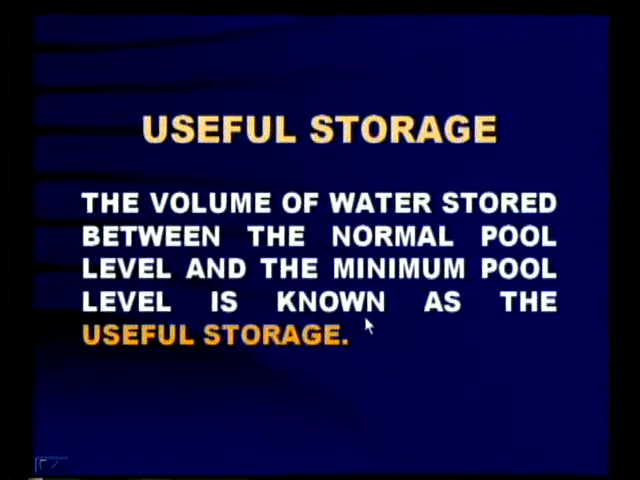 USEFUL STORAGE
THE VOLUME OF WATER STORED
BETWEEN THE NORMAL POOL
LEVEL AND THE MINIMUM POOL
LEVEL IS KNOWN AS THE
USEFUL STORAGE.